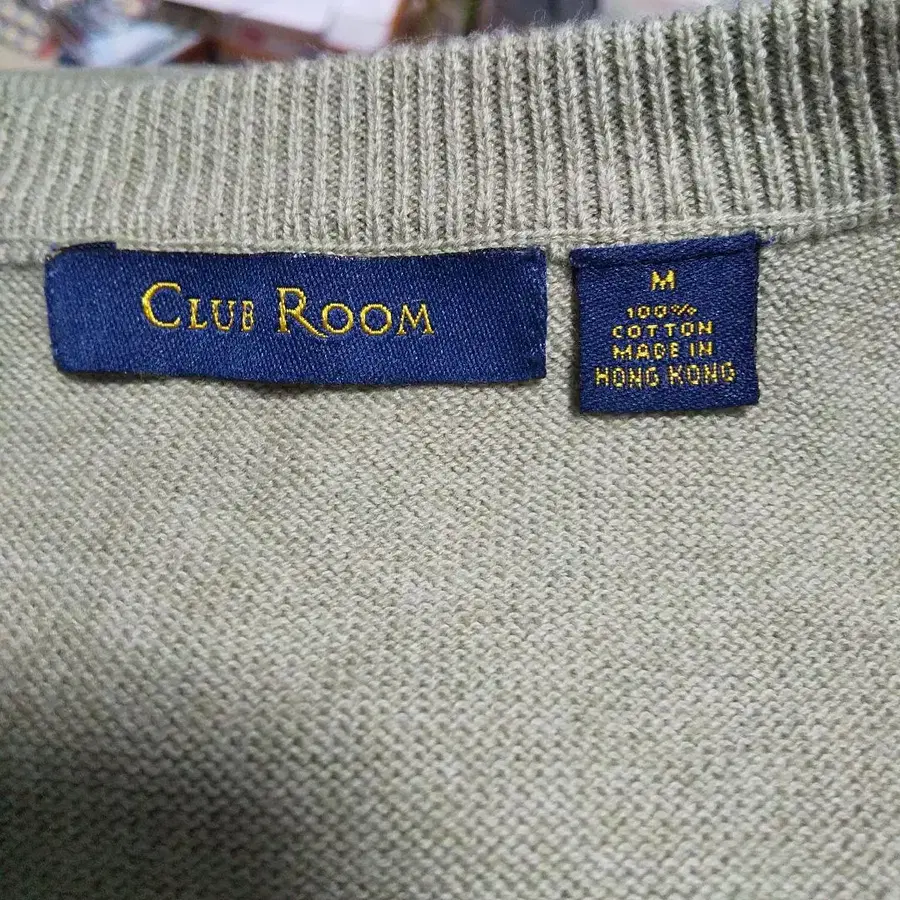 CLUB ROOM
M
100%
COTTON
MADE IN
HONG KONG